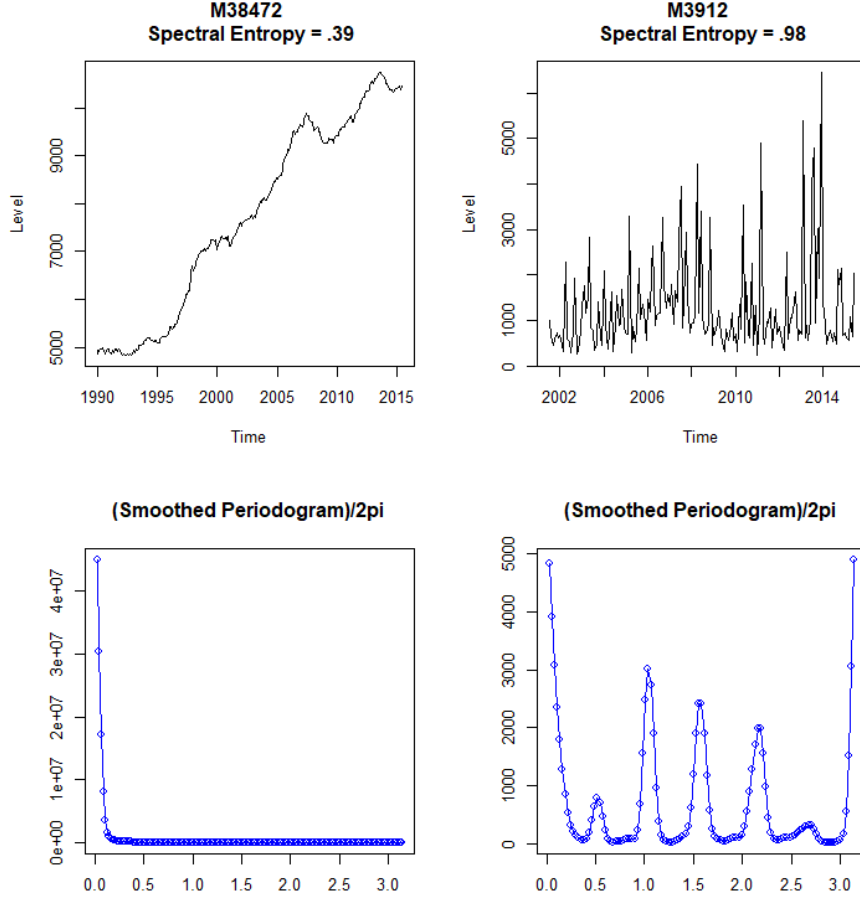 M38472
Spectral Entropy = .39
Level
5000
7000
9000
1990
1995
2000
2005
2010
2015
Time
M3912
Spectral Entropy = .98
Level
0
1000
3000
5000
2002
2006
2010
2014
Time
(Smoothed Periodogram)/2pi
0e+00
1e+07
2e+07
3e+07
4e+07
0.0
0.5
1.0
1.5
2.0
2.5
3.0
(Smoothed Periodogram)/2pi
0
1000
2000
3000
4000
5000
0.0
0.5
1.0
1.5
2.0
2.5
3.0